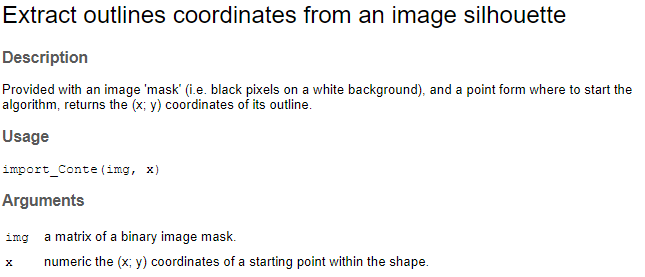 Extract outlines coordinates from an image silhouette
Description
Provided with an image 'mask' (i.e. black pixels on a white background), and a point form where to start the
algorithm, returns the (x; y) coordinates of its outline.
Usage
import_Conte(img, x)
Arguments
img a matrix of a binary image mask.
x numeric the (x; y) coordinates of a starting point within the shape.